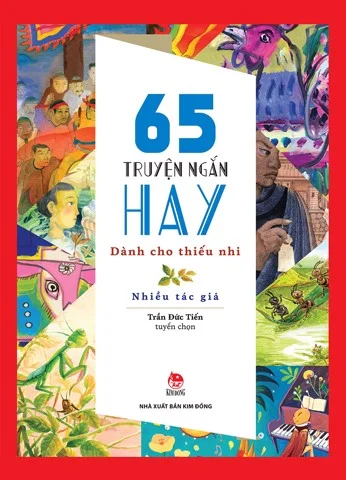 65
TRUYỆN NGẮN
HAY
Dành cho thiếu nhi
Nhiều tác giả
Trần Đức Tiến
tuyển chọn
KIM ĐỒNG
NHÀ XUẤT BẢN KIM ĐỒNG